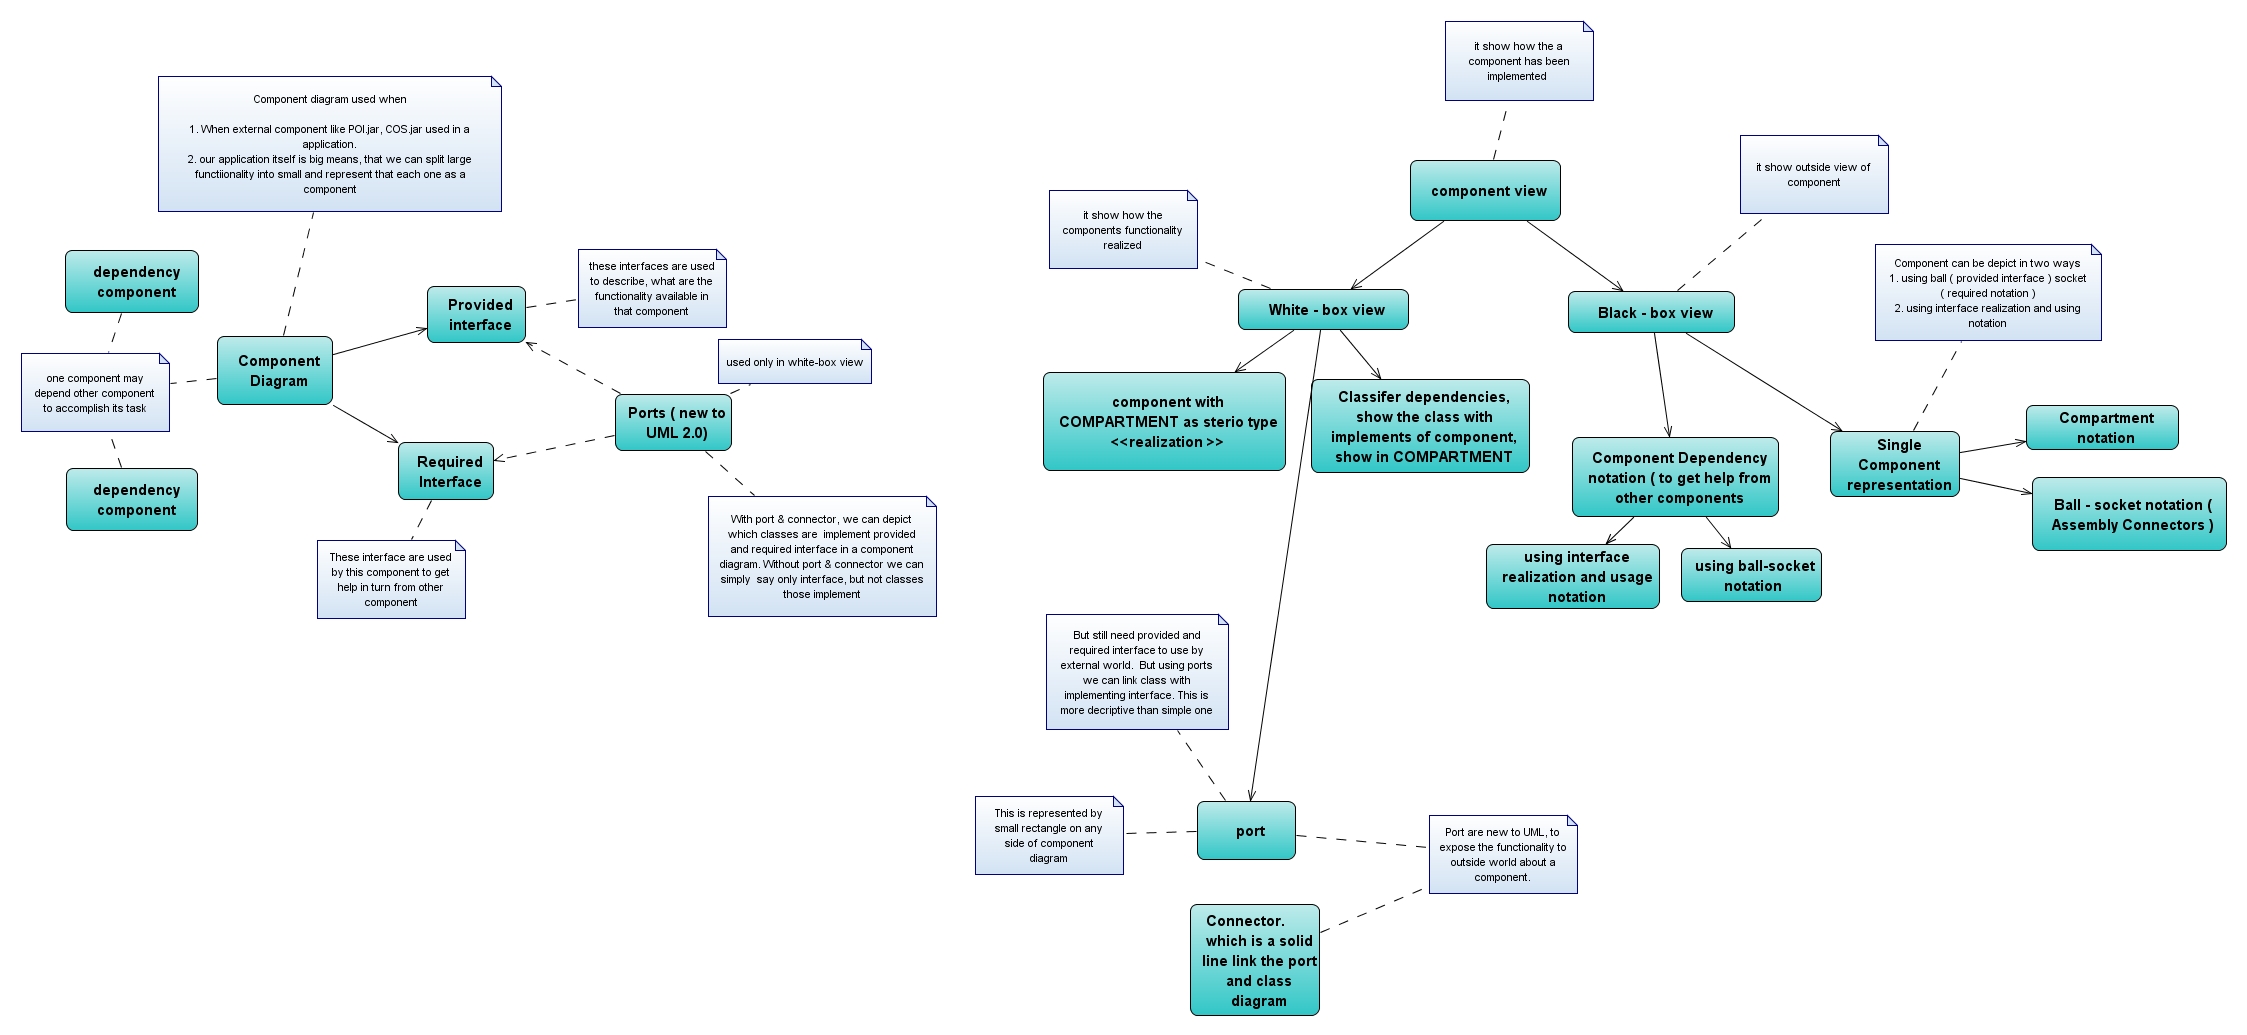 Component diagram used when
1. When external component like POI.jar, COS.jar used in a
application.
2. our application itself is big means, that we can split large
functiionality into small and represent that each one as a
component
dependency
component
one component may
depend other component
to accomplish its task
dependency
component
Component
Diagram
Provided
interface
these interfaces are used
to describe, what are the
functionality available in
that component
used only in white-box view
Ports ( new to
UML 2.0)
Required
Interface
These interface are used
by this component to get
help in turn from other
component
With port & connector, we can depict
which classes are  implement provided
and required interface in a component
diagram. Without port & connector we can
simply  say only interface, but not classes
those implement
it show how the a
component has been
implemented
component view
it show how the
components functionality
realized
it show outside view of
component
White - box view
Black - box view
Component can be depict in two ways
1. using ball ( provided interface ) socket
( required notation )
2. using interface realization and using
notation
component with
COMPARTMENT as sterio type
<<realization >>
Classifer dependencies,
show the class with
implements of component,
show in COMPARTMENT
Component Dependency
notation ( to get help from
other components
Single
Component
representation
Compartment
notation
Ball - socket notation (
Assembly Connectors )
using interface
realization and usage
notation
using ball-socket
notation
But still need provided and
required interface to use by
external world.  But using ports
we can link class with
implementing interface. This is
more decriptive than simple one
This is represented by
small rectangle on any
side of component
diagram
port
Port are new to UML, to
expose the functionality to
outside world about a
component.
Connector.
which is a solid
line link the port
and class
diagram